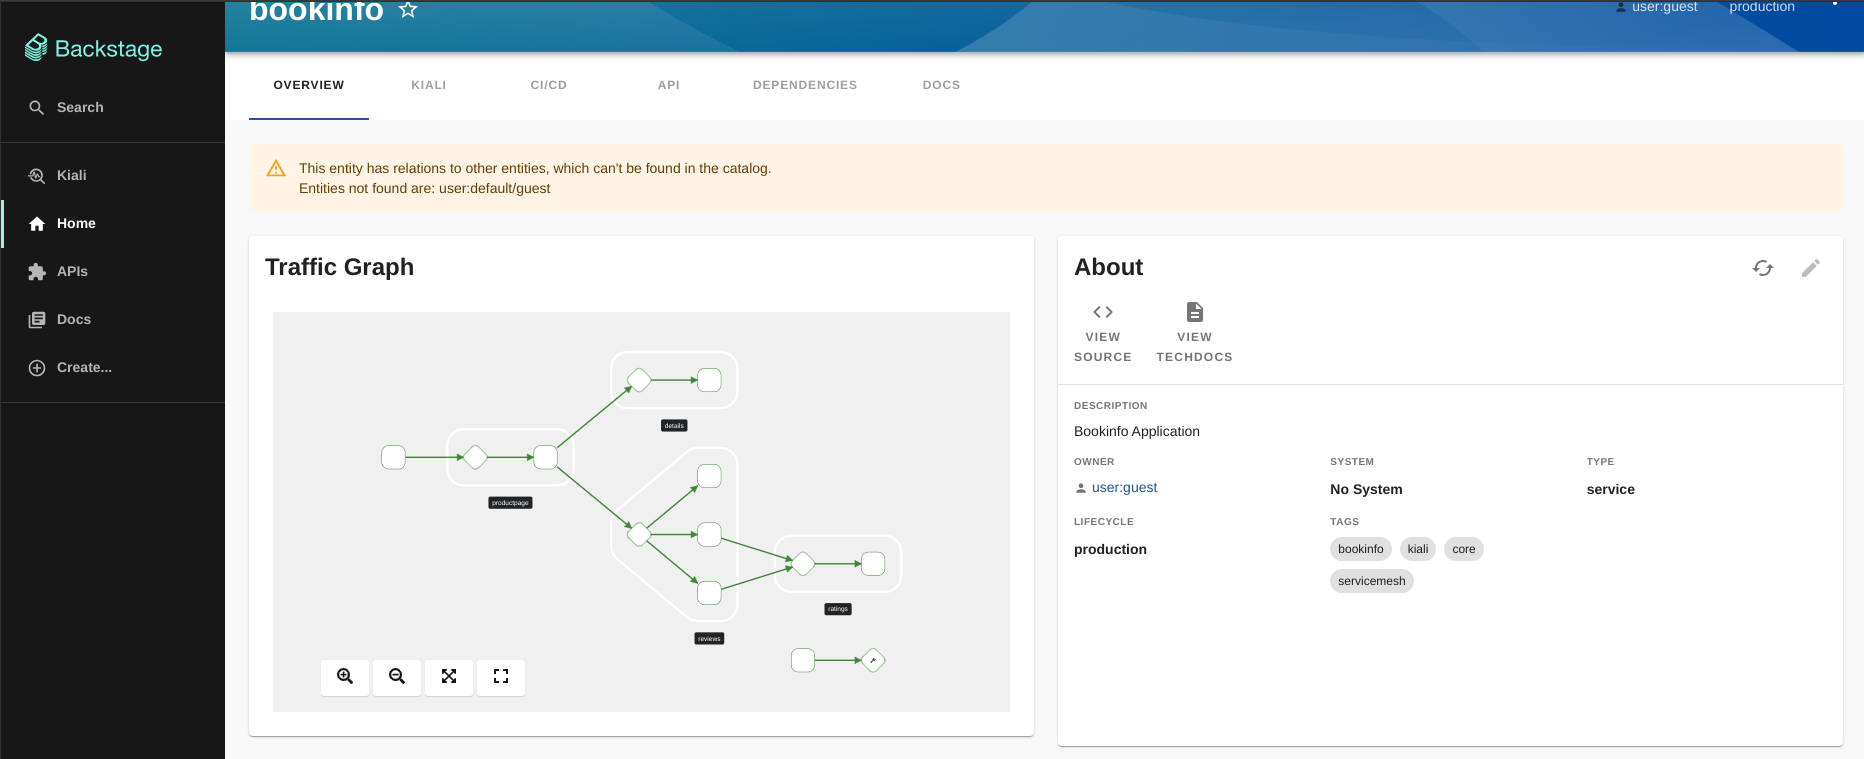 bookinfo
user:guest production
Backstage
Search
Kiali
Home
APIs
Docs
Create...
OVERVIEW KIALI CI/CD API DEPENDENCIES DOCS
This entity has relations to other entities, which can't be found in the catalog.
Entities not found are: user:default/guest
Traffic Graph
details
productpage
reviews
ratings
About
VIEW SOURCE
VIEW TECHDOCS
DESCRIPTION
Bookinfo Application
OWNER
user:guest
SYSTEM
No System
TYPE
service
LIFECYCLE
production
TAGS
bookinfo kiali core
servicemesh